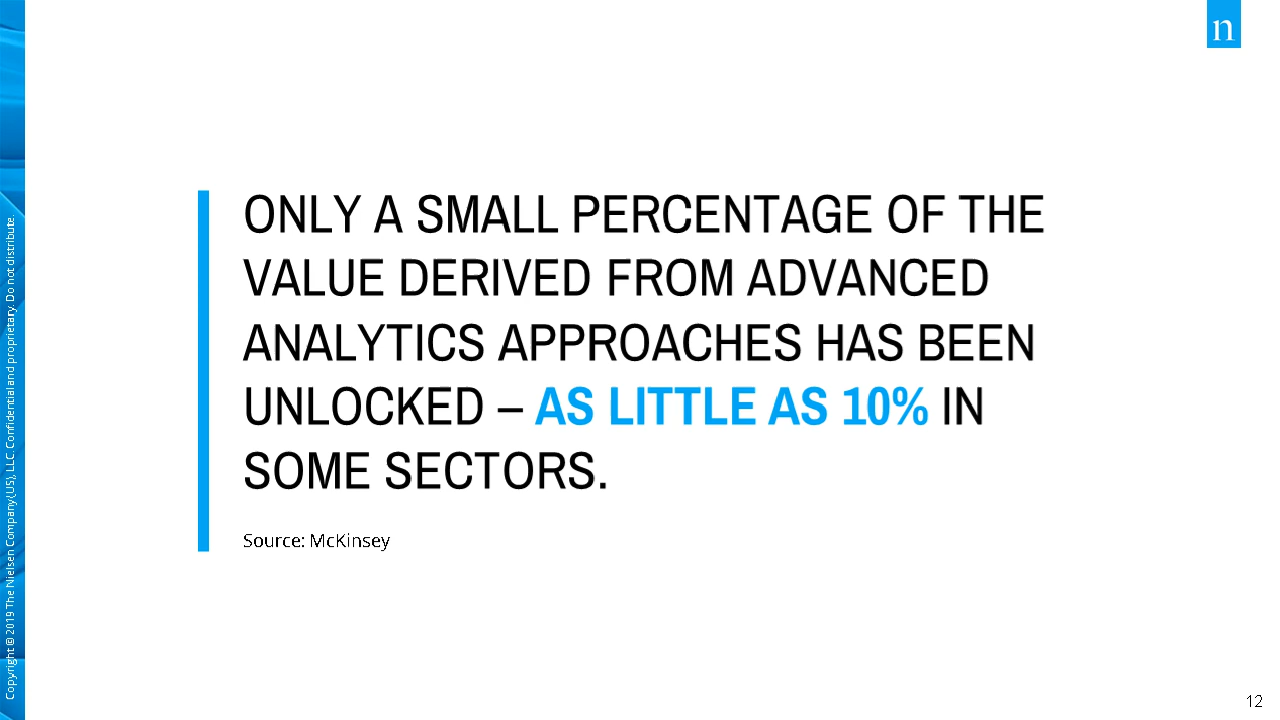 n
ONLY A SMALL PERCENTAGE OF THE
VALUE DERIVED FROM ADVANCED
ANALYTICS APPROACHES HAS BEEN
UNLOCKED – AS LITTLE AS 10% IN
SOME SECTORS.
Source: McKinsey
Copyright © 2019 The Nielsen Company (US), LLC. Confidential and proprietary. Do not distribute.
12